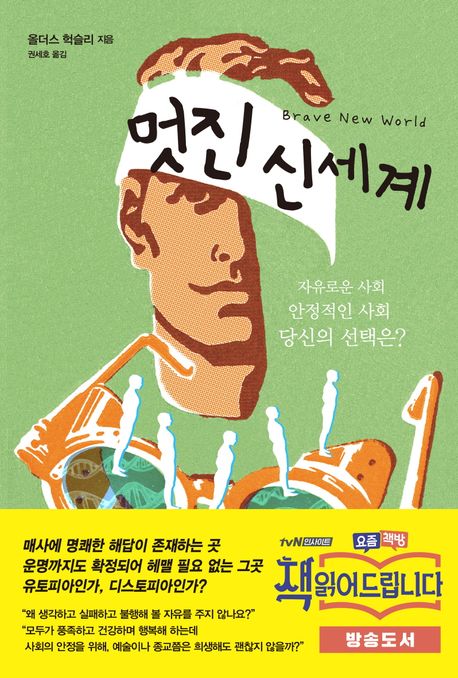 올더스 헉슬리 지음
권세호 옮김
Brave New World
멋진
신세계
자유로운 사회
안정적인 사회
당신의 선택은?
매사에 명쾌한 해답이 존재하는 곳
운명까지도 확정되어 헤맬 필요 없는 그곳
유토피아인가, 디스토피아인가?
“왜 생각하고 실패하고 불행해 볼 자유를 주지 않나요?”
“모두가 풍족하고 건강하며 행복해 하는데
사회의 안정을 위해, 예술이나 종교쯤은 희생해도 괜찮지 않을까?”
tvN 인사이트
요즘 책방
책 읽어드립니다
방송도서